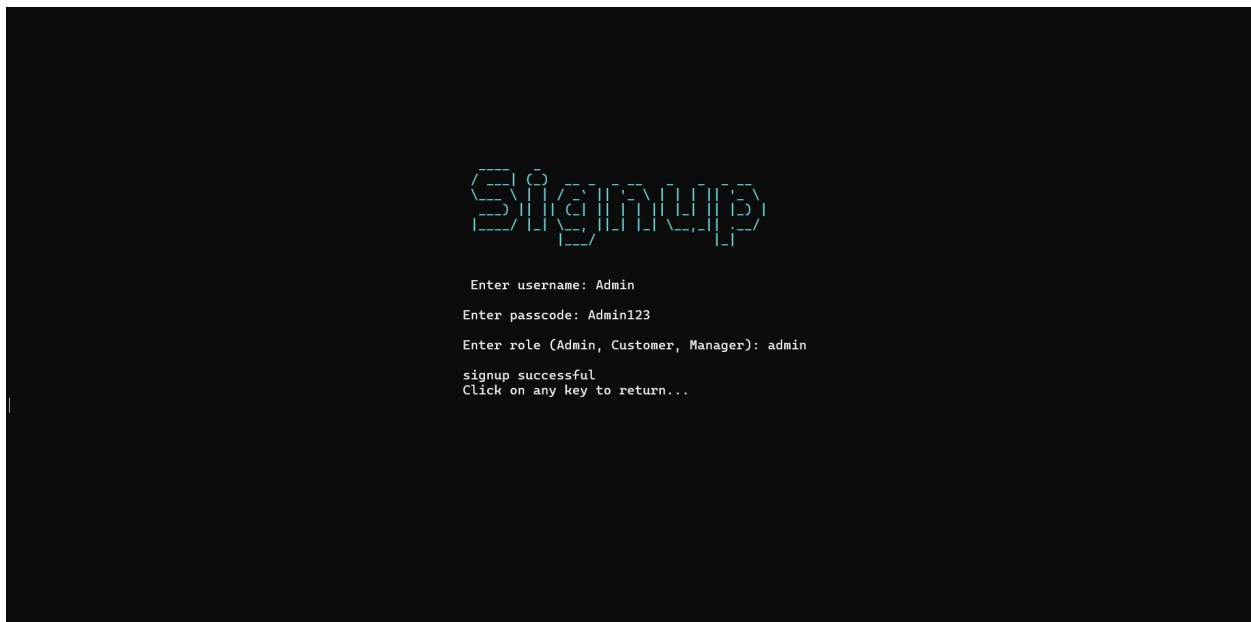 Signup
Enter username: Admin
Enter passcode: Admin123
Enter role (Admin, Customer, Manager): admin
signup successful
Click on any key to return...